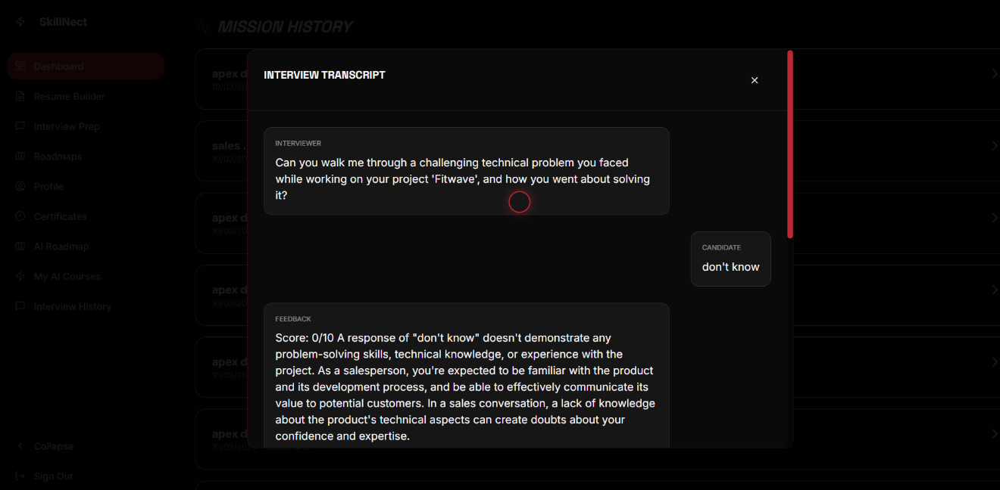 SkillNect
MISSION HISTORY
Dashboard
Resume Builder
Interview Prep
Roadmaps
Profile
Certificates
AI Roadmap
My AI Courses
Interview History
Collapse
Sign Out
apex d
10/03/20
sales .
10/03/20
apex d
10/03/20
apex d
10/03/20
apex d
10/03/20
apex d
INTERVIEW TRANSCRIPT
INTERVIEWER
Can you walk me through a challenging technical problem you faced
while working on your project 'Fitwave', and how you went about solving
it?
CANDIDATE
don't know
FEEDBACK
Score: 0/10 A response of "don't know" doesn't demonstrate any
problem-solving skills, technical knowledge, or experience with the
project. As a salesperson, you're expected to be familiar with the product
and its development process, and be able to effectively communicate its
value to potential customers. In a sales conversation, a lack of knowledge
about the product's technical aspects can create doubts about your
confidence and expertise.